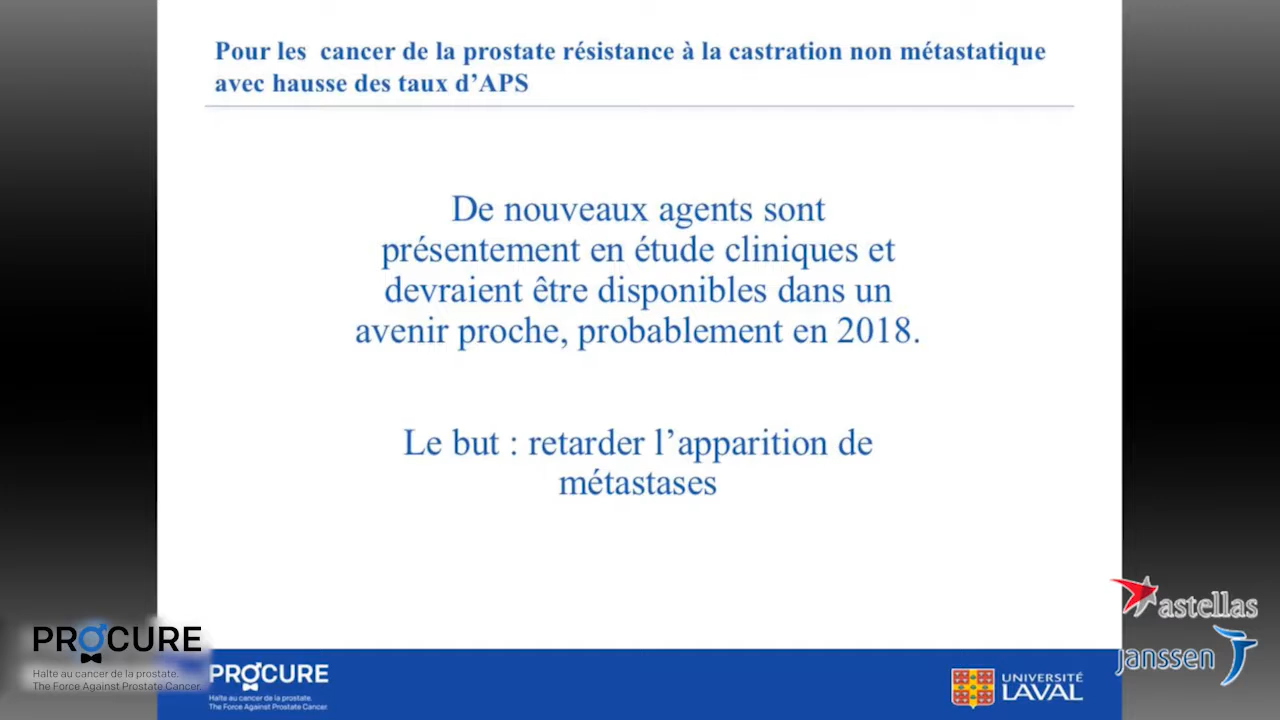 Pour les  cancer de la prostate résistance à la castration non métastatique
avec hausse des taux d’APS
De nouveaux agents sont
présentement en étude cliniques et
devraient être disponibles dans un
avenir proche, probablement en 2018.
Le but : retarder l’apparition de
métastases
PROCURE
Halte au cancer de la prostate.
The Force Against Prostate Cancer.
PROCURE
Halte au cancer de la prostate.
The Force Against Prostate Cancer.
UNIVERSITÉ
LAVAL
astellas
janssen